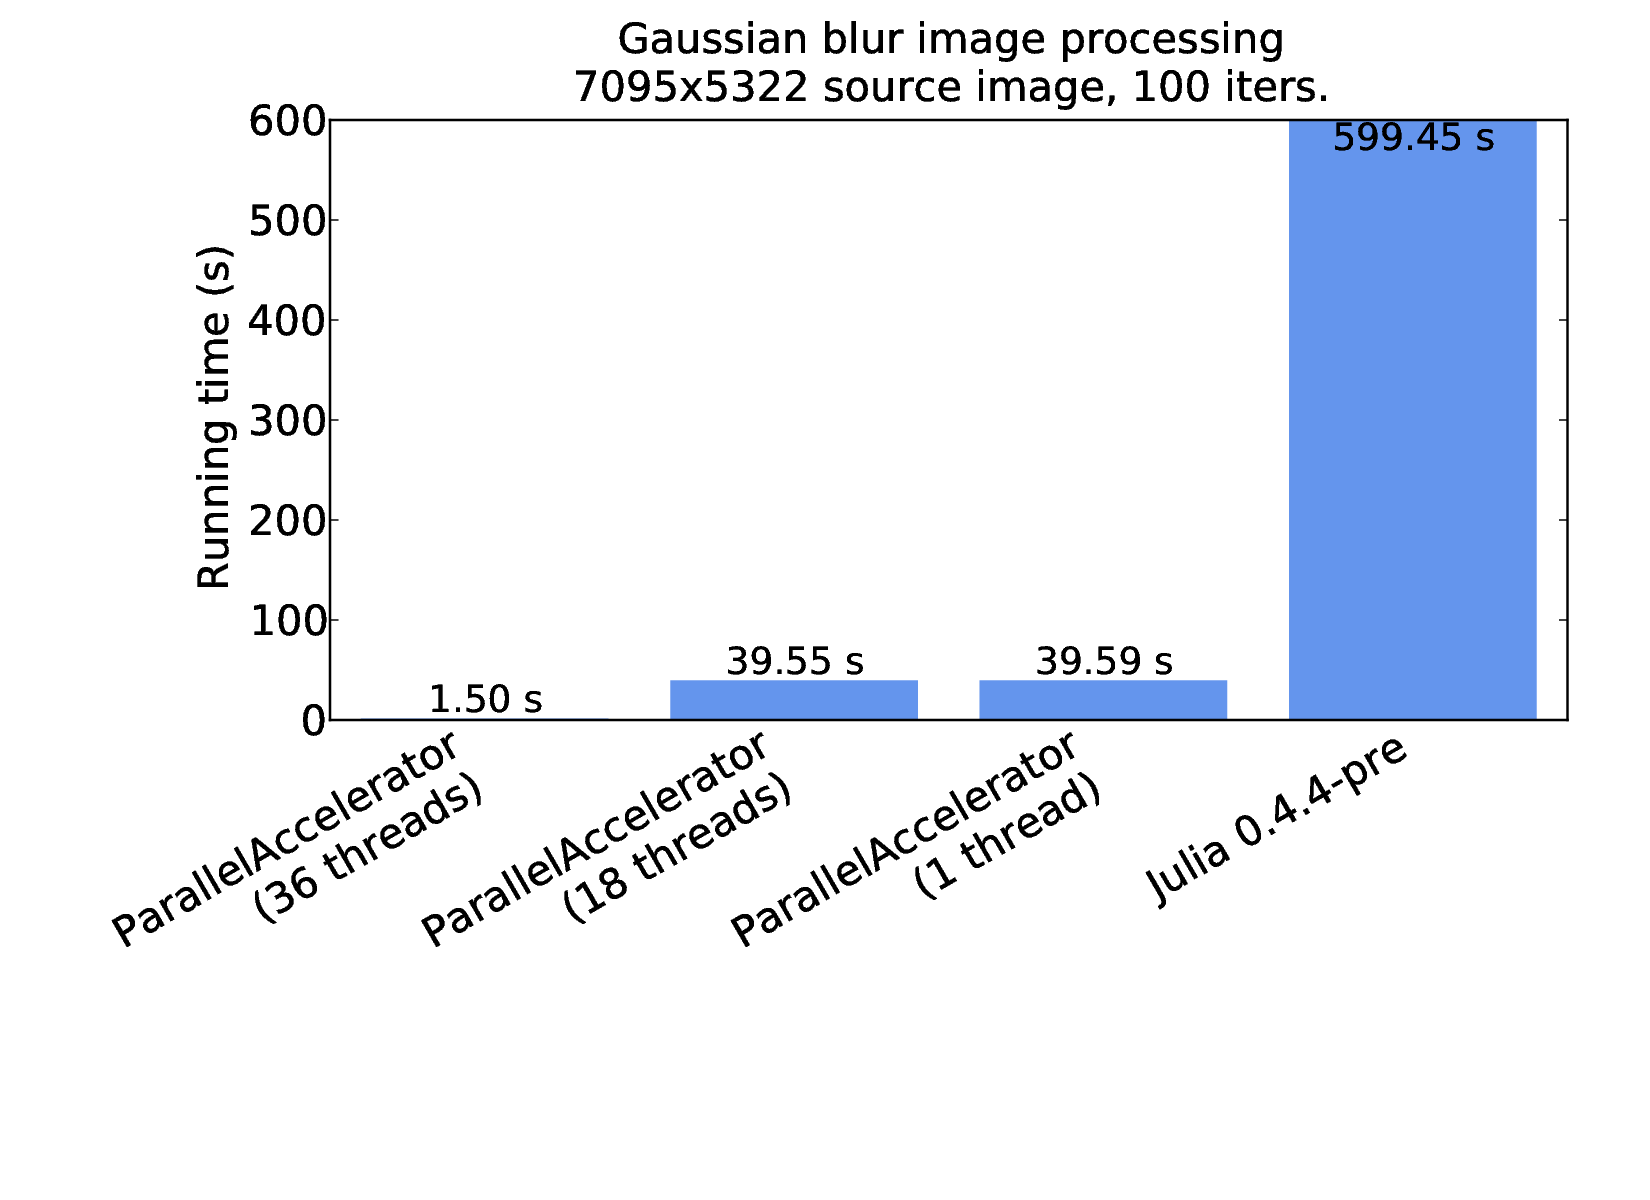 Gaussian blur image processing
7095x5322 source image, 100 iters.
600
500
400
300
200
100
0
Running time (s)
599.45 s
39.55 s
39.59 s
1.50 s
ParallelAccelerator
(36 threads)
ParallelAccelerator
(18 threads)
ParallelAccelerator
(1 thread)
Julia 0.4.4-pre